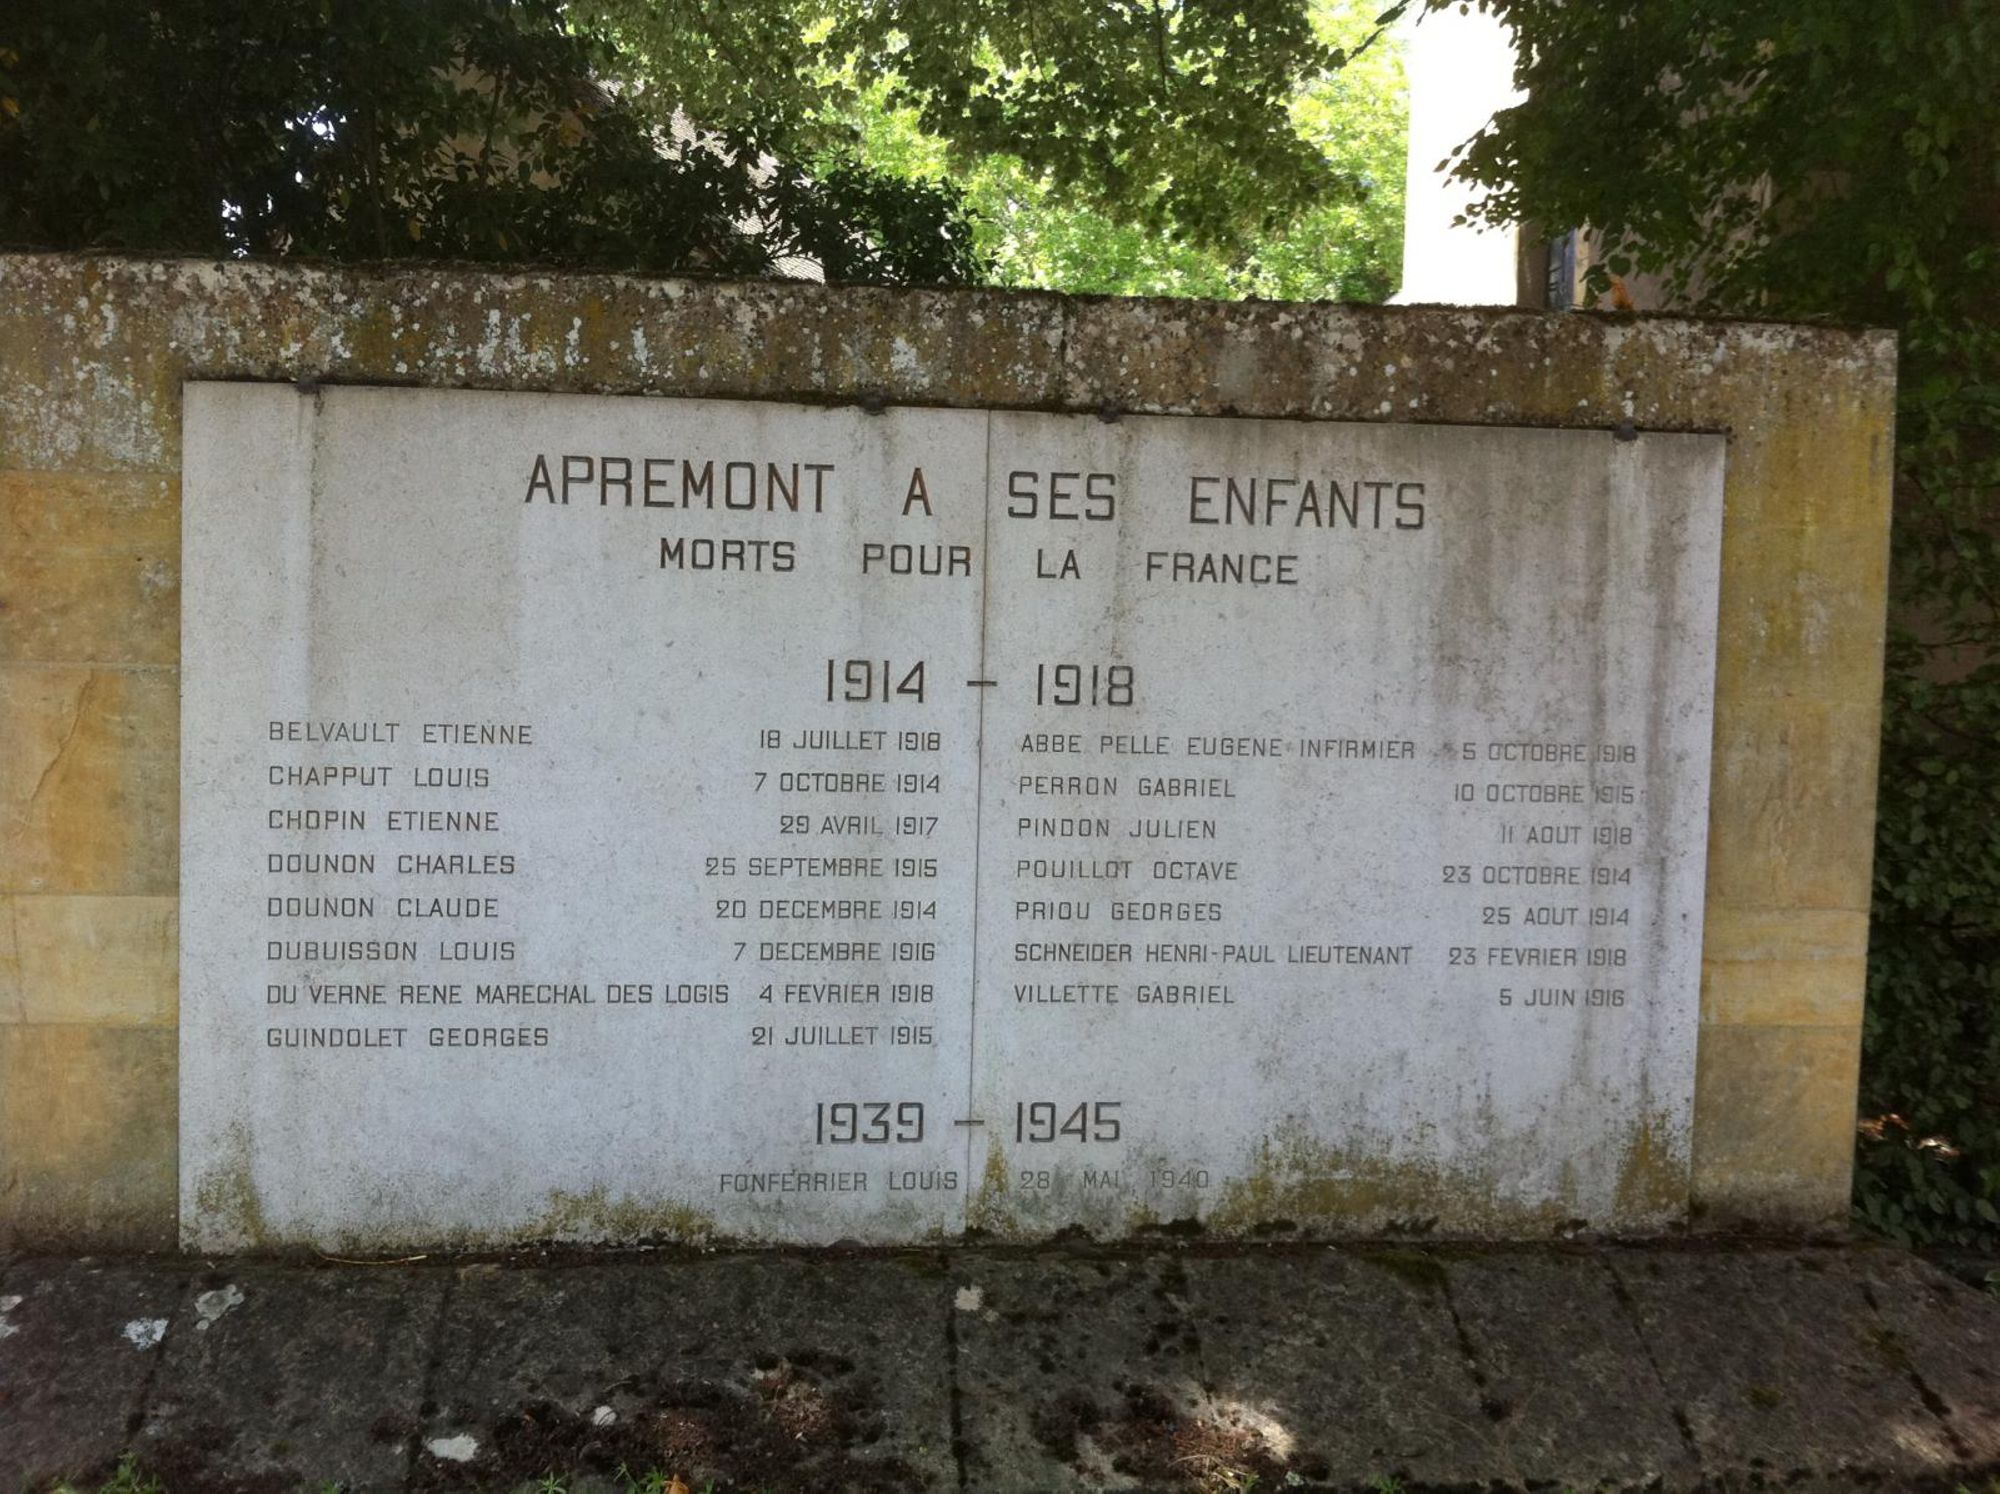 APREMONT A SES ENFANTS
MORTS POUR LA FRANCE
1914 - 1918
BELVAULT ETIENNE 18 JUILLET 1918
CHAPPUT LOUIS 7 OCTOBRE 1914
CHOPIN ETIENNE 29 AVRIL 1917
DOUNON CHARLES 25 SEPTEMBRE 1915
DOUNON CLAUDE 20 DECEMBRE 1914
DUBUISSON LOUIS 7 DECEMBRE 1916
DU VERNE RENE MARECHAL DES LOGIS 4 FEVRIER 1918
GUINDOLET GEORGES 21 JUILLET 1915
ABBE PELLE EUGENE INFIRMIER 5 OCTOBRE 1918
PERRON GABRIEL 10 OCTOBRE 1915
PINDON JULIEN 11 AOUT 1918
POUILLOT OCTAVE 23 OCTOBRE 1914
PRIOU GEORGES 25 AOUT 1914
SCHNEIDER HENRI-PAUL LIEUTENANT 23 FEVRIER 1918
VILLETTE GABRIEL 5 JUIN 1916
1939 - 1945
FONFERRIER LOUIS 28 MAI 1940